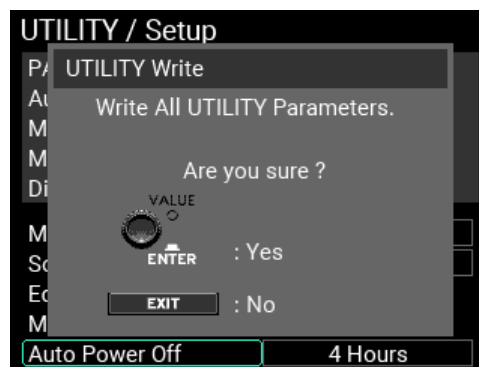 UTILITY / Setup
UTILITY Write
Write All UTILITY Parameters.
Are you sure ?
VALUE
ENTER : Yes
EXIT : No
Auto Power Off 4 Hours